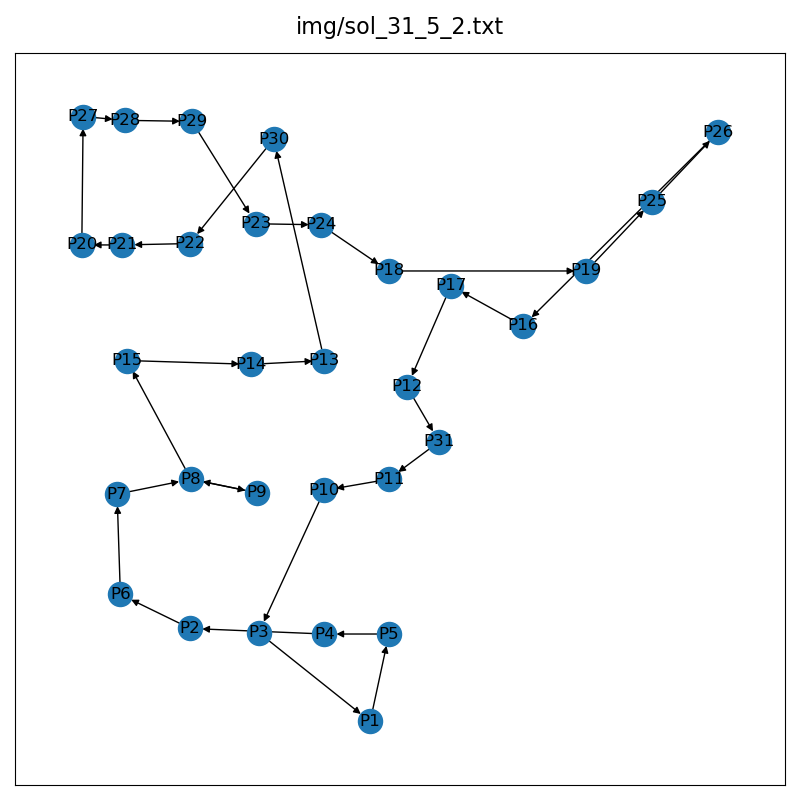 img/sol_31_5_2.txt
P27 P28 P29
P30
P26
P25
P23 P24
P20 P21 P22
P18 P19
P17
P16
P15 P14 P13
P12
P31
P7 P8 P9 P10 P11
P6
P2 P3 P4 P5
P1